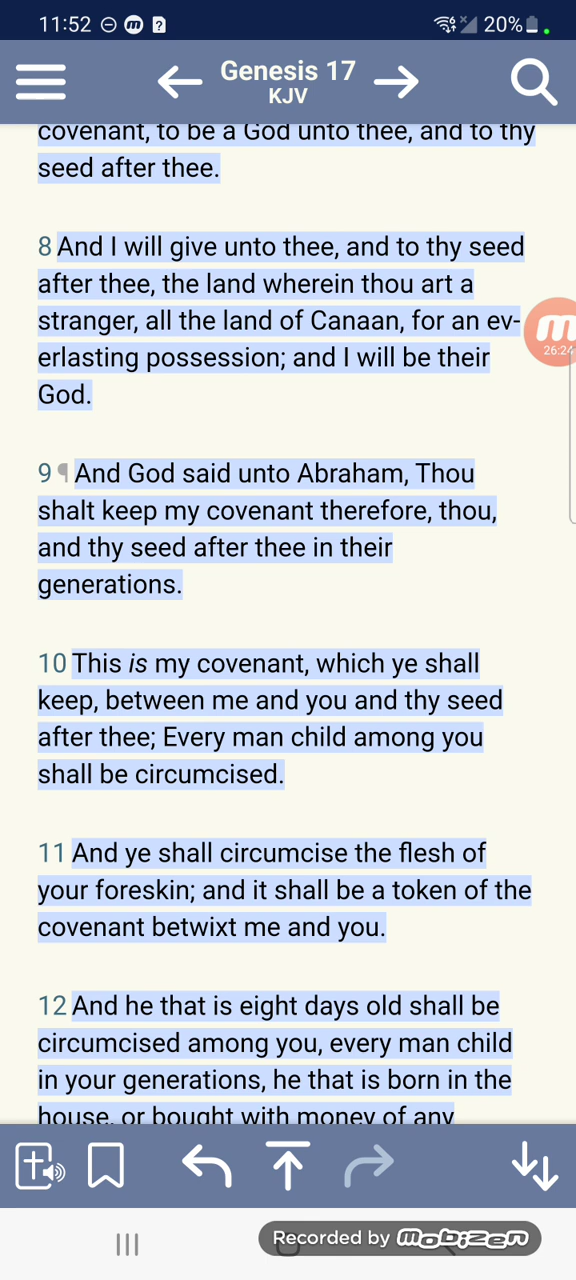 11:52
20%
Genesis 17
KJV
covenant, to be a God unto thee, and to thy
seed after thee.
8 And I will give unto thee, and to thy seed
after thee, the land wherein thou art a
stranger, all the land of Canaan, for an ev-
erlasting possession; and I will be their
God.
26:24
9 ¶ And God said unto Abraham, Thou
shalt keep my covenant therefore, thou,
and thy seed after thee in their
generations.
10 This is my covenant, which ye shall
keep, between me and you and thy seed
after thee; Every man child among you
shall be circumcised.
11 And ye shall circumcise the flesh of
your foreskin; and it shall be a token of the
covenant betwixt me and you.
12 And he that is eight days old shall be
circumcised among you, every man child
in your generations, he that is born in the
house, or bought with money of any
Recorded by mobizen